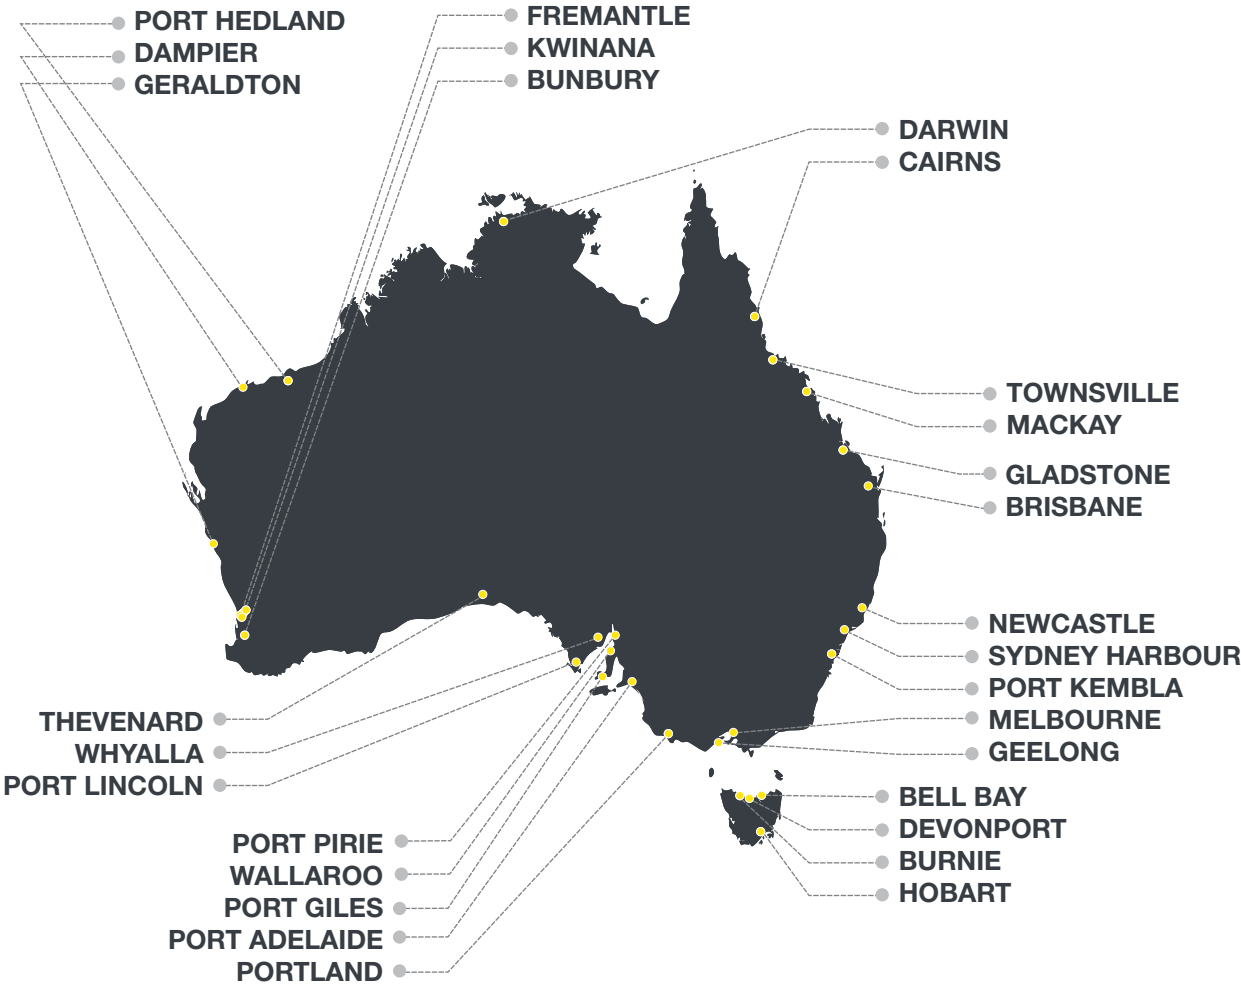 PORT HEDLAND
DAMPIER
GERALDTON
FREMANTLE
KWINANA
BUNBURY
DARWIN
CAIRNS
TOWNSVILLE
MACKAY
GLADSTONE
BRISBANE
NEWCASTLE
SYDNEY HARBOUR
PORT KEMBLA
MELBOURNE
GEELONG
THEVENARD
WHYALLA
PORT LINCOLN
BELL BAY
DEVONPORT
BURNIE
HOBART
PORT PIRIE
WALLAROO
PORT GILES
PORT ADELAIDE
PORTLAND